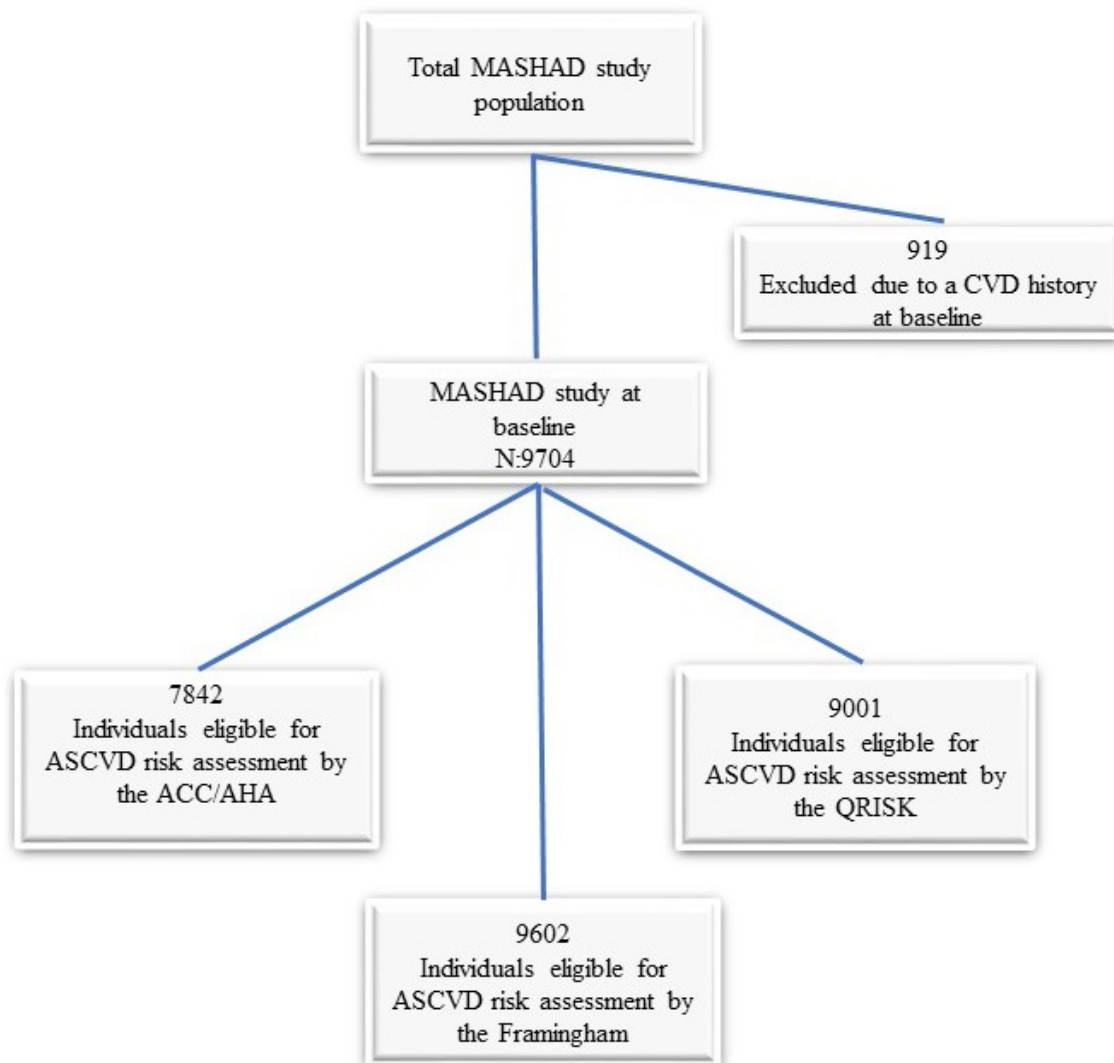 Total MASHAD study
population
919
Excluded due to a CVD history
at baseline
MASHAD study at
baseline
N:9704
7842
Individuals eligible for
ASCVD risk assessment by
the ACC/AHA
9001
Individuals eligible for
ASCVD risk assessment by
the QRISK
9602
Individuals eligible for
ASCVD risk assessment by
the Framingham